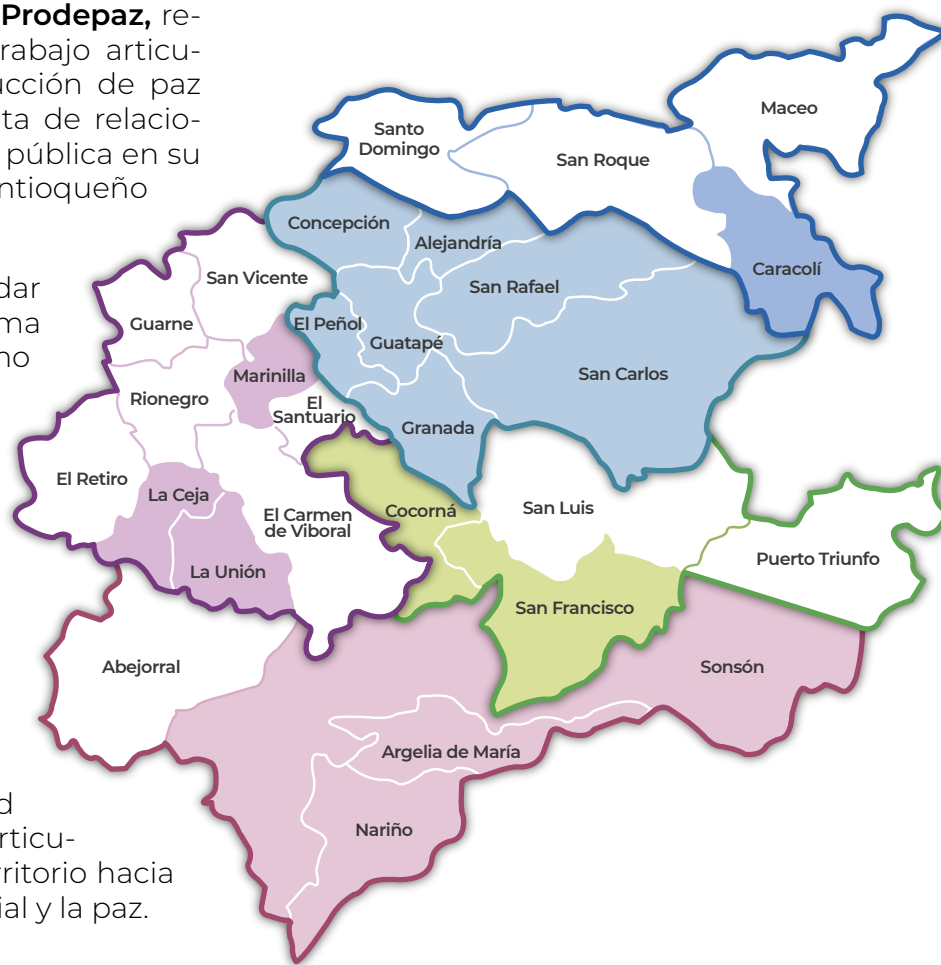 Prodepaz, re-
rabajo articu-
ucción de paz
ta de relacio-
pública en su
ntioqueño
dar
ma
no
d
rticu-
rritorio hacia
ial y la paz.
Maceo
Santo
Domingo
San Roque
Concepción
Alejandría
Caracolí
San Vicente
San Rafael
Guarne
El Peñol
Guatapé
Marinilla
San Carlos
Rionegro
El
Santuario
Granada
El Retiro
La Ceja
Cocorná
San Luis
El Carmen
de Viboral
Puerto Triunfo
La Unión
San Francisco
Abejorral
Sonsón
Argelia de María
Nariño